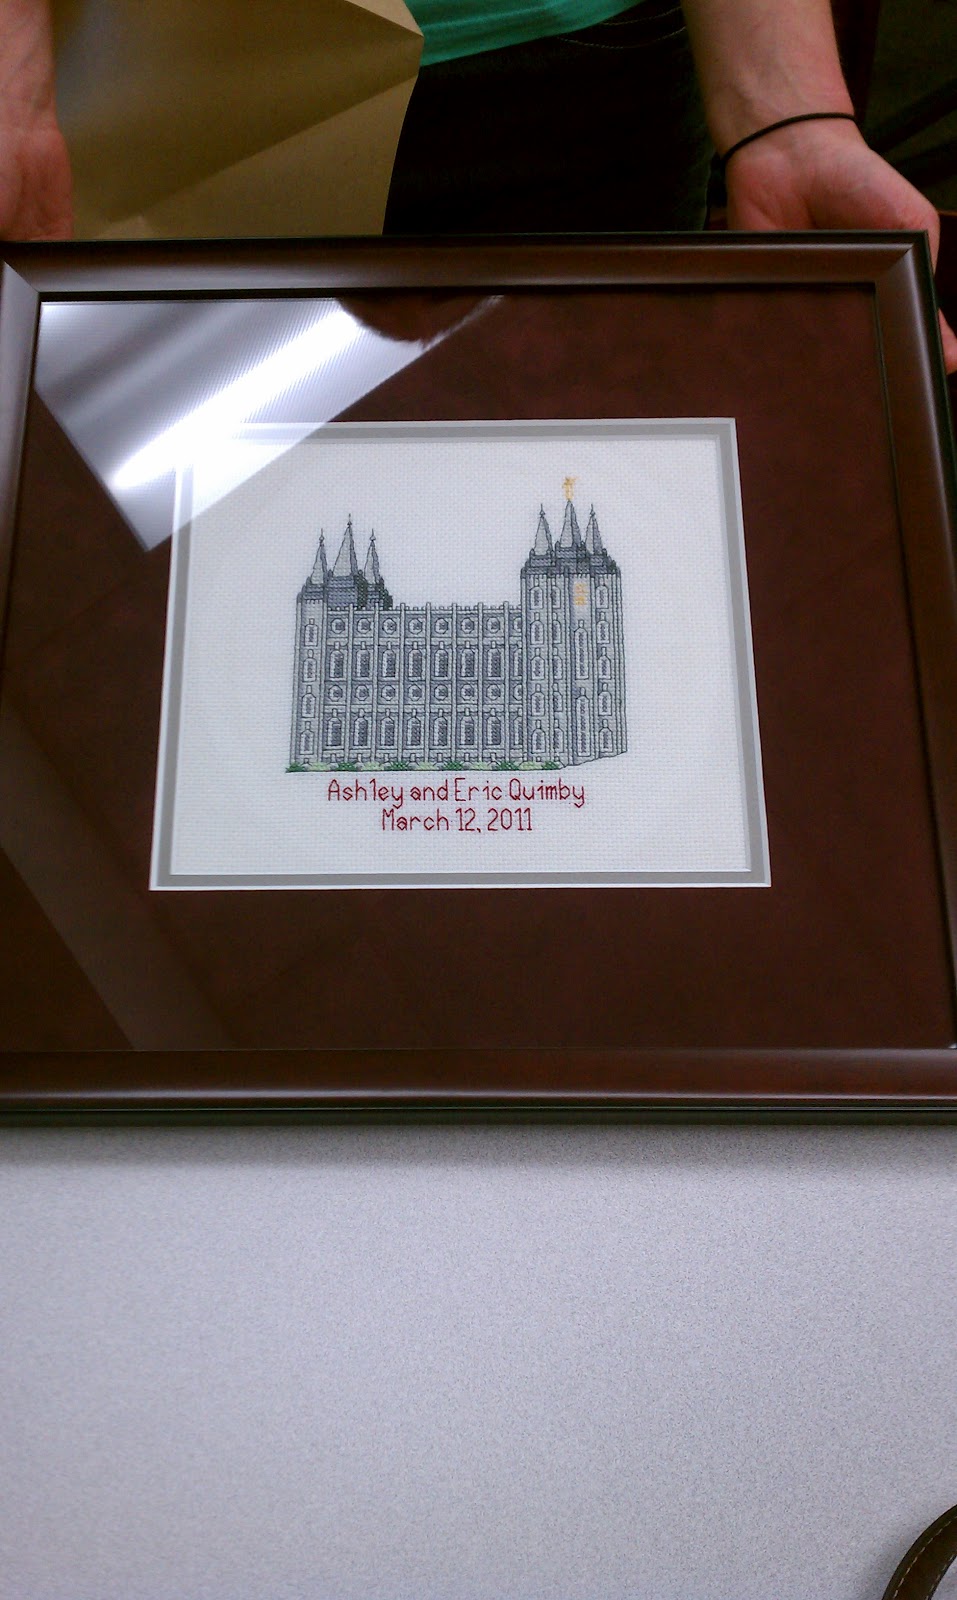 Ashley and Eric Quimby
March 12, 2011